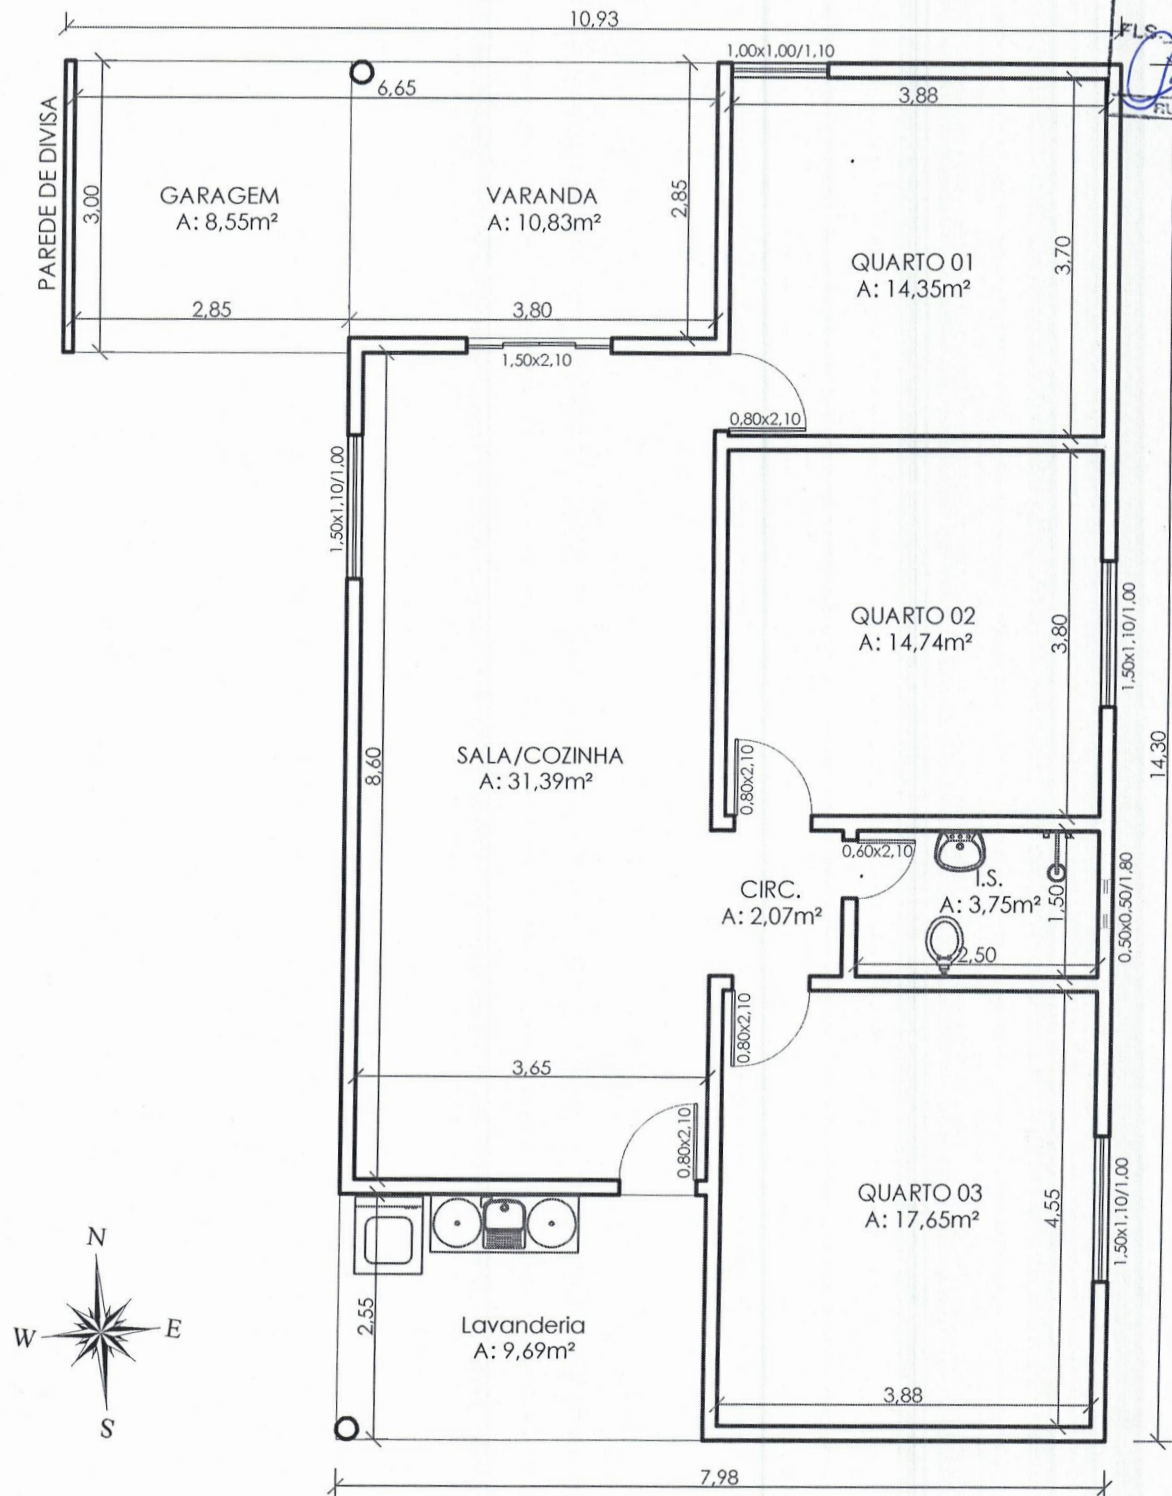 10,93
FLS.
1,00x1,00/1,10
6,65
3,88
PAREDE DE DIVISA
3,00
GARAGEM
A: 8,55m²
VARANDA
A: 10,83m²
2,85
3,70
QUARTO 01
A: 14,35m²
2,85
3,80
1,50x2,10
0,80x2,10
1,50x1,10/1,00
QUARTO 02
A: 14,74m²
3,80
1,50x1,10/1,00
8,60
SALA/COZINHA
A: 31,39m²
0,80x2,10
14,30
0,60x2,10
CIRC.
A: 2,07m²
I.S.
A: 3,75m²
1,50
0,50x0,50/1,80
2,50
0,80x2,10
3,65
0,80x2,10
QUARTO 03
A: 17,65m²
4,55
1,50x1,10/1,00
N
W
E
S
2,55
Lavanderia
A: 9,69m²
3,88
7,98